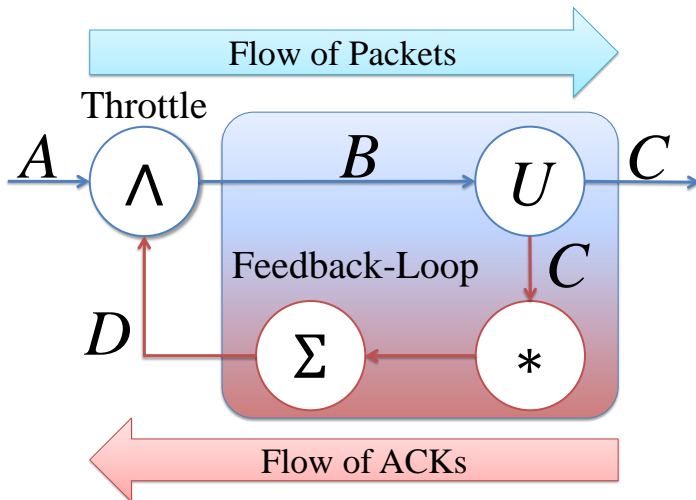 Flow of Packets
Throttle
A
Λ
B
U
C
Feedback-Loop
C
D
Σ
*
Flow of ACKs